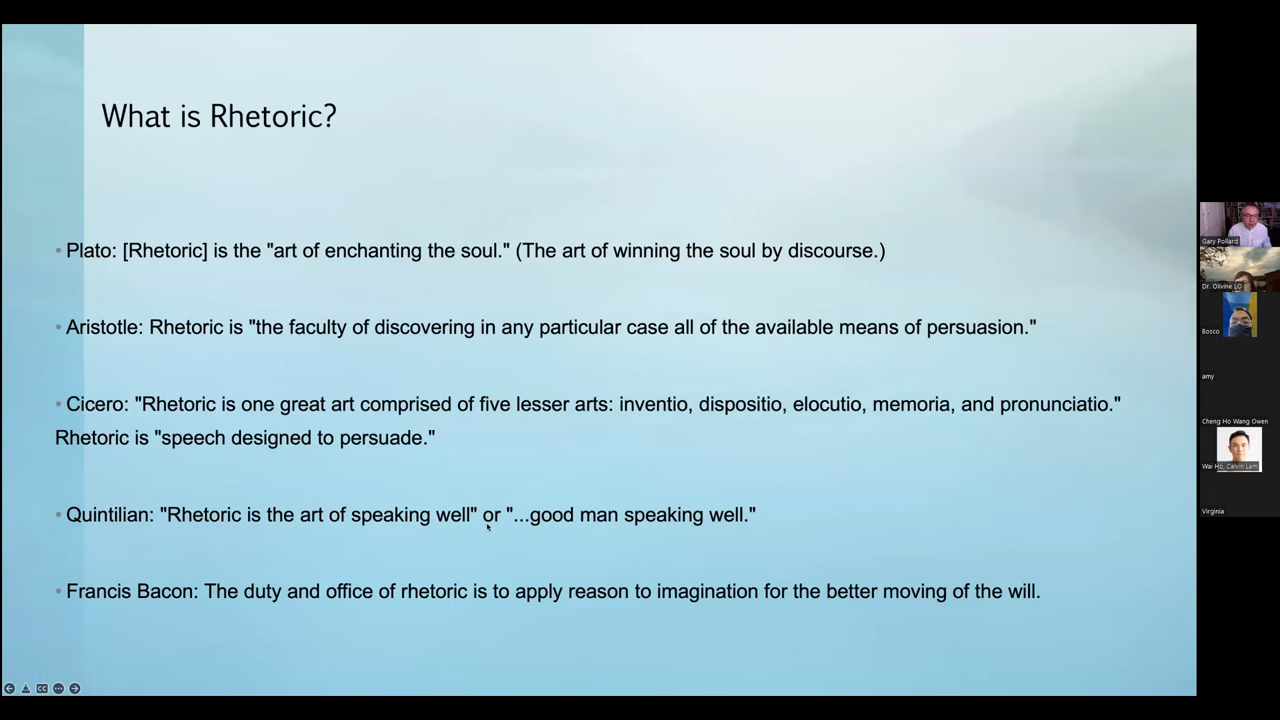 What is Rhetoric?
• Plato: [Rhetoric] is the "art of enchanting the soul." (The art of winning the soul by discourse.)
• Aristotle: Rhetoric is "the faculty of discovering in any particular case all of the available means of persuasion."
• Cicero: "Rhetoric is one great art comprised of five lesser arts: inventio, dispositio, elocutio, memoria, and pronunciatio."
Rhetoric is "speech designed to persuade."
• Quintilian: "Rhetoric is the art of speaking well" or "...good man speaking well."
• Francis Bacon: The duty and office of rhetoric is to apply reason to imagination for the better moving of the will.
Gary Pollard
Dr. Olivine LO
Bosco
amy
Cheng Ho Wang Owen
Wai Ho, Calvin Lam
Virginia